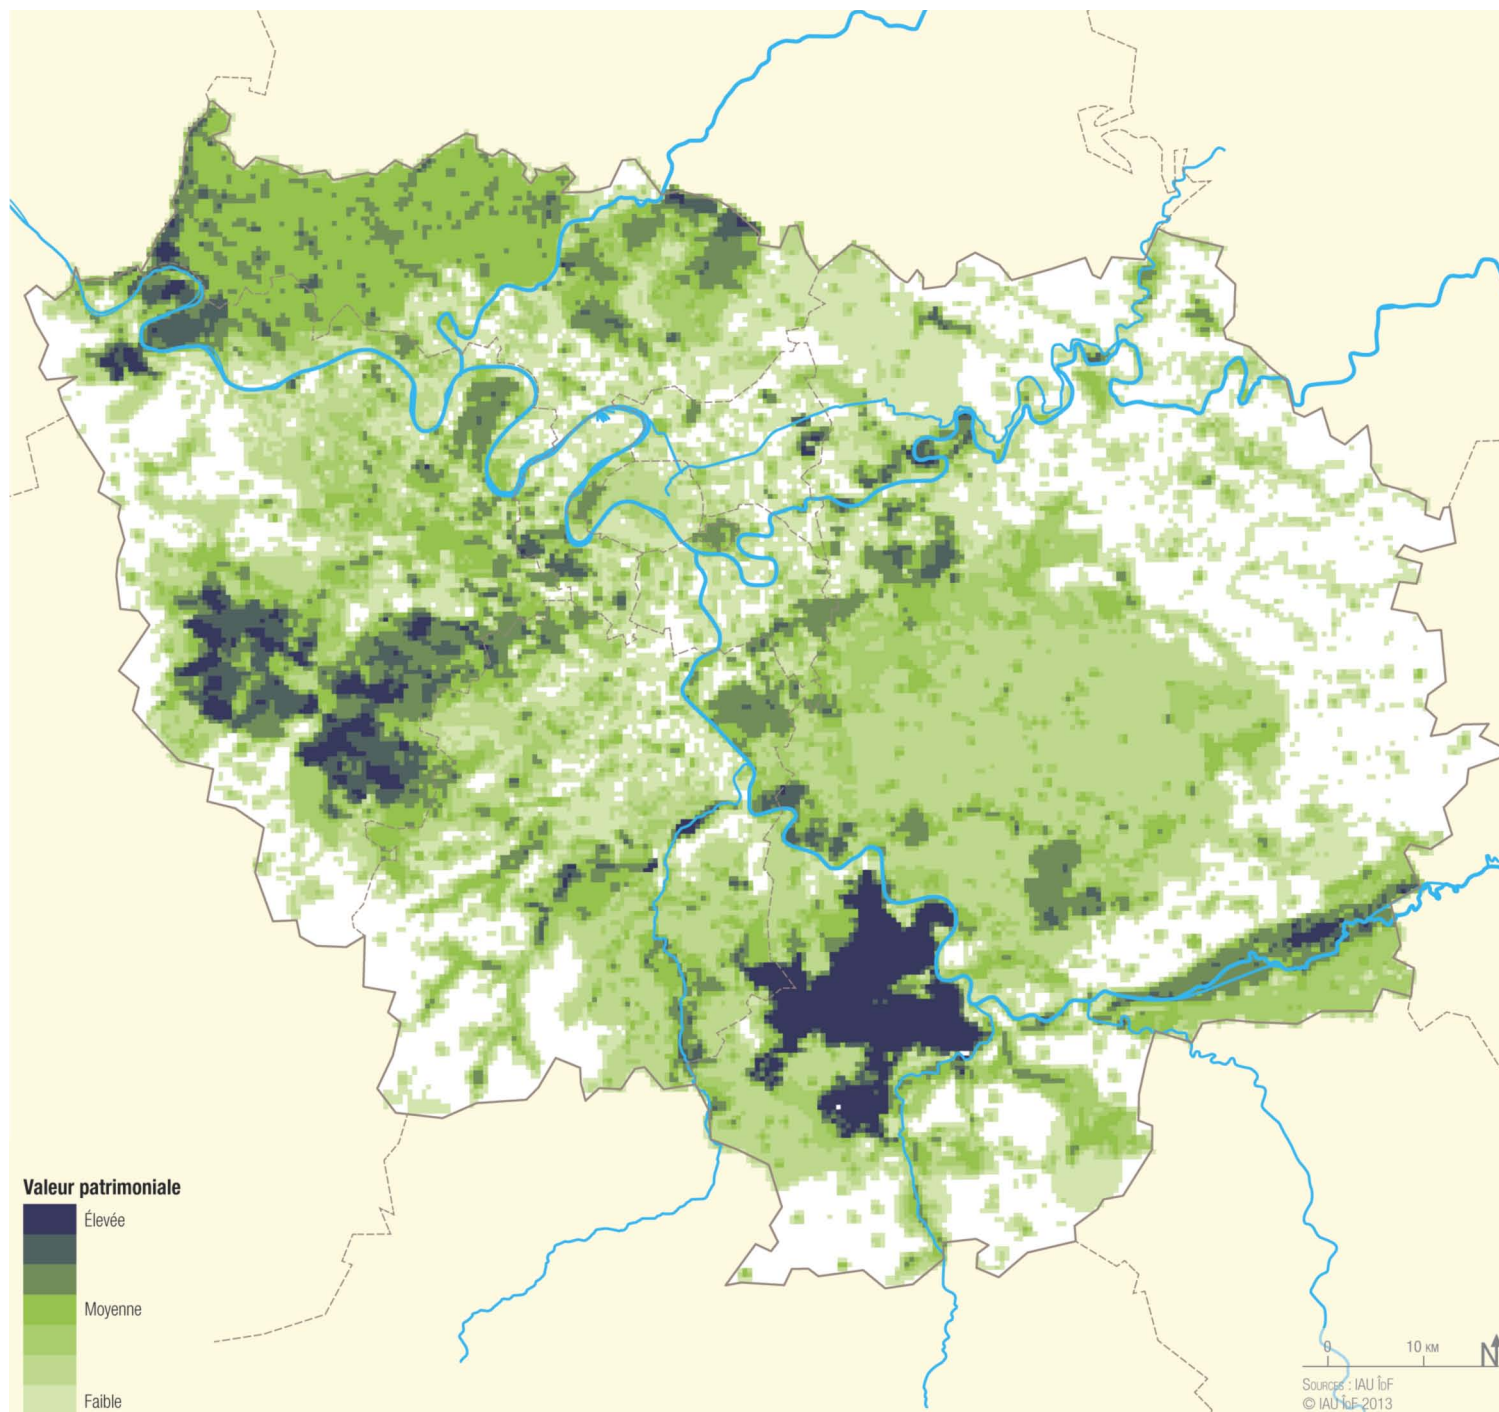 Valeur patrimoniale
Élevée
Moyenne
Faible
0 10 KM
N
SOURCES : IAU ÎDF
© IAU ÎDF 2013